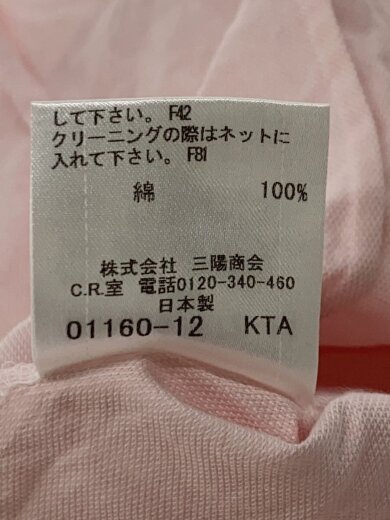 して下さい。 F42
クリーニングの際はネットに
入れて下さい。 F81
綿 100%
株式会社 三陽商会
C.R.室 電話0120-340-460
日本製
01160-12 KTA